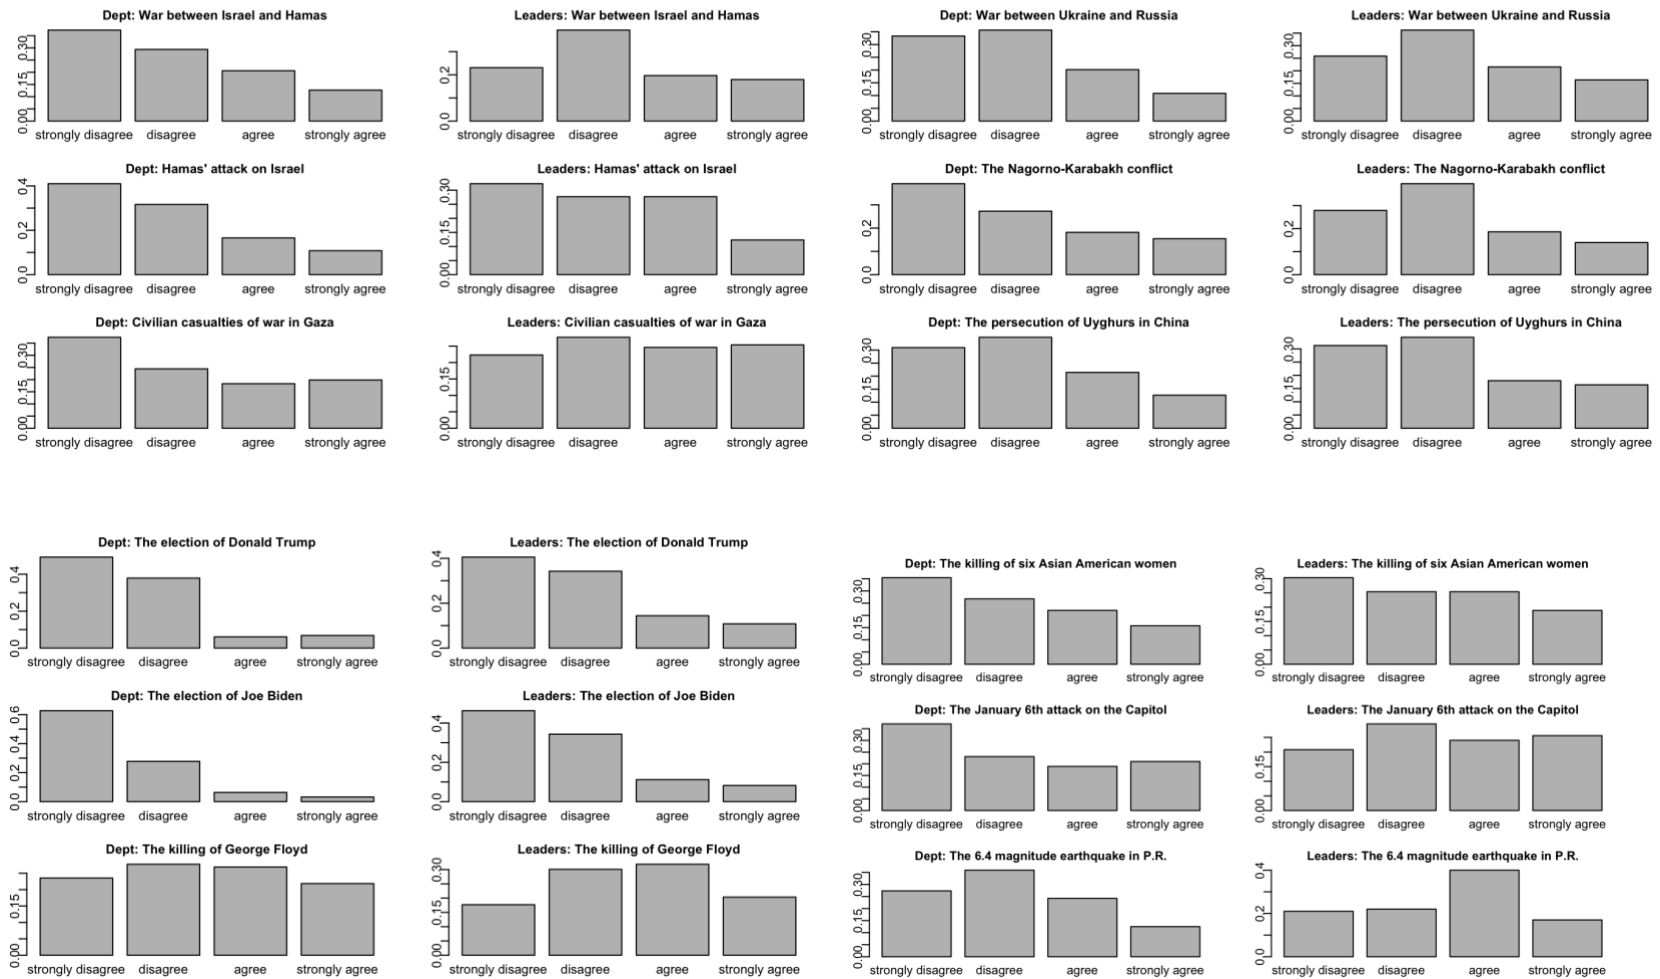 Dept: War between Israel and Hamas
0.00 0.15 0.30
strongly disagree disagree agree strongly agree
Leaders: War between Israel and Hamas
0.0 0.2
strongly disagree disagree agree strongly agree
Dept: War between Ukraine and Russia
0.00 0.15 0.30
strongly disagree disagree agree strongly agree
Leaders: War between Ukraine and Russia
0.00 0.15 0.30
strongly disagree disagree agree strongly agree
Dept: Hamas' attack on Israel
0.0 0.2 0.4
strongly disagree disagree agree strongly agree
Leaders: Hamas' attack on Israel
0.00 0.15 0.30
strongly disagree disagree agree strongly agree
Dept: The Nagorno-Karabakh conflict
0.0 0.2
strongly disagree disagree agree strongly agree
Leaders: The Nagorno-Karabakh conflict
0.0 0.2
strongly disagree disagree agree strongly agree
Dept: Civilian casualties of war in Gaza
0.00 0.15 0.30
strongly disagree disagree agree strongly agree
Leaders: Civilian casualties of war in Gaza
0.00 0.15
strongly disagree disagree agree strongly agree
Dept: The persecution of Uyghurs in China
0.00 0.15 0.30
strongly disagree disagree agree strongly agree
Leaders: The persecution of Uyghurs in China
0.00 0.15 0.30
strongly disagree disagree agree strongly agree
Dept: The election of Donald Trump
0.0 0.2 0.4
strongly disagree disagree agree strongly agree
Leaders: The election of Donald Trump
0.0 0.2 0.4
strongly disagree disagree agree strongly agree
Dept: The killing of six Asian American women
0.00 0.15 0.30
strongly disagree disagree agree strongly agree
Leaders: The killing of six Asian American women
0.00 0.15 0.30
strongly disagree disagree agree strongly agree
Dept: The election of Joe Biden
0.0 0.2 0.4 0.6
strongly disagree disagree agree strongly agree
Leaders: The election of Joe Biden
0.0 0.2 0.4
strongly disagree disagree agree strongly agree
Dept: The January 6th attack on the Capitol
0.00 0.15 0.30
strongly disagree disagree agree strongly agree
Leaders: The January 6th attack on the Capitol
0.00 0.15
strongly disagree disagree agree strongly agree
Dept: The killing of George Floyd
0.00 0.15
strongly disagree disagree agree strongly agree
Leaders: The killing of George Floyd
0.00 0.15 0.30
strongly disagree disagree agree strongly agree
Dept: The 6.4 magnitude earthquake in P.R.
0.00 0.15 0.30
strongly disagree disagree agree strongly agree
Leaders: The 6.4 magnitude earthquake in P.R.
0.0 0.2 0.4
strongly disagree disagree agree strongly agree